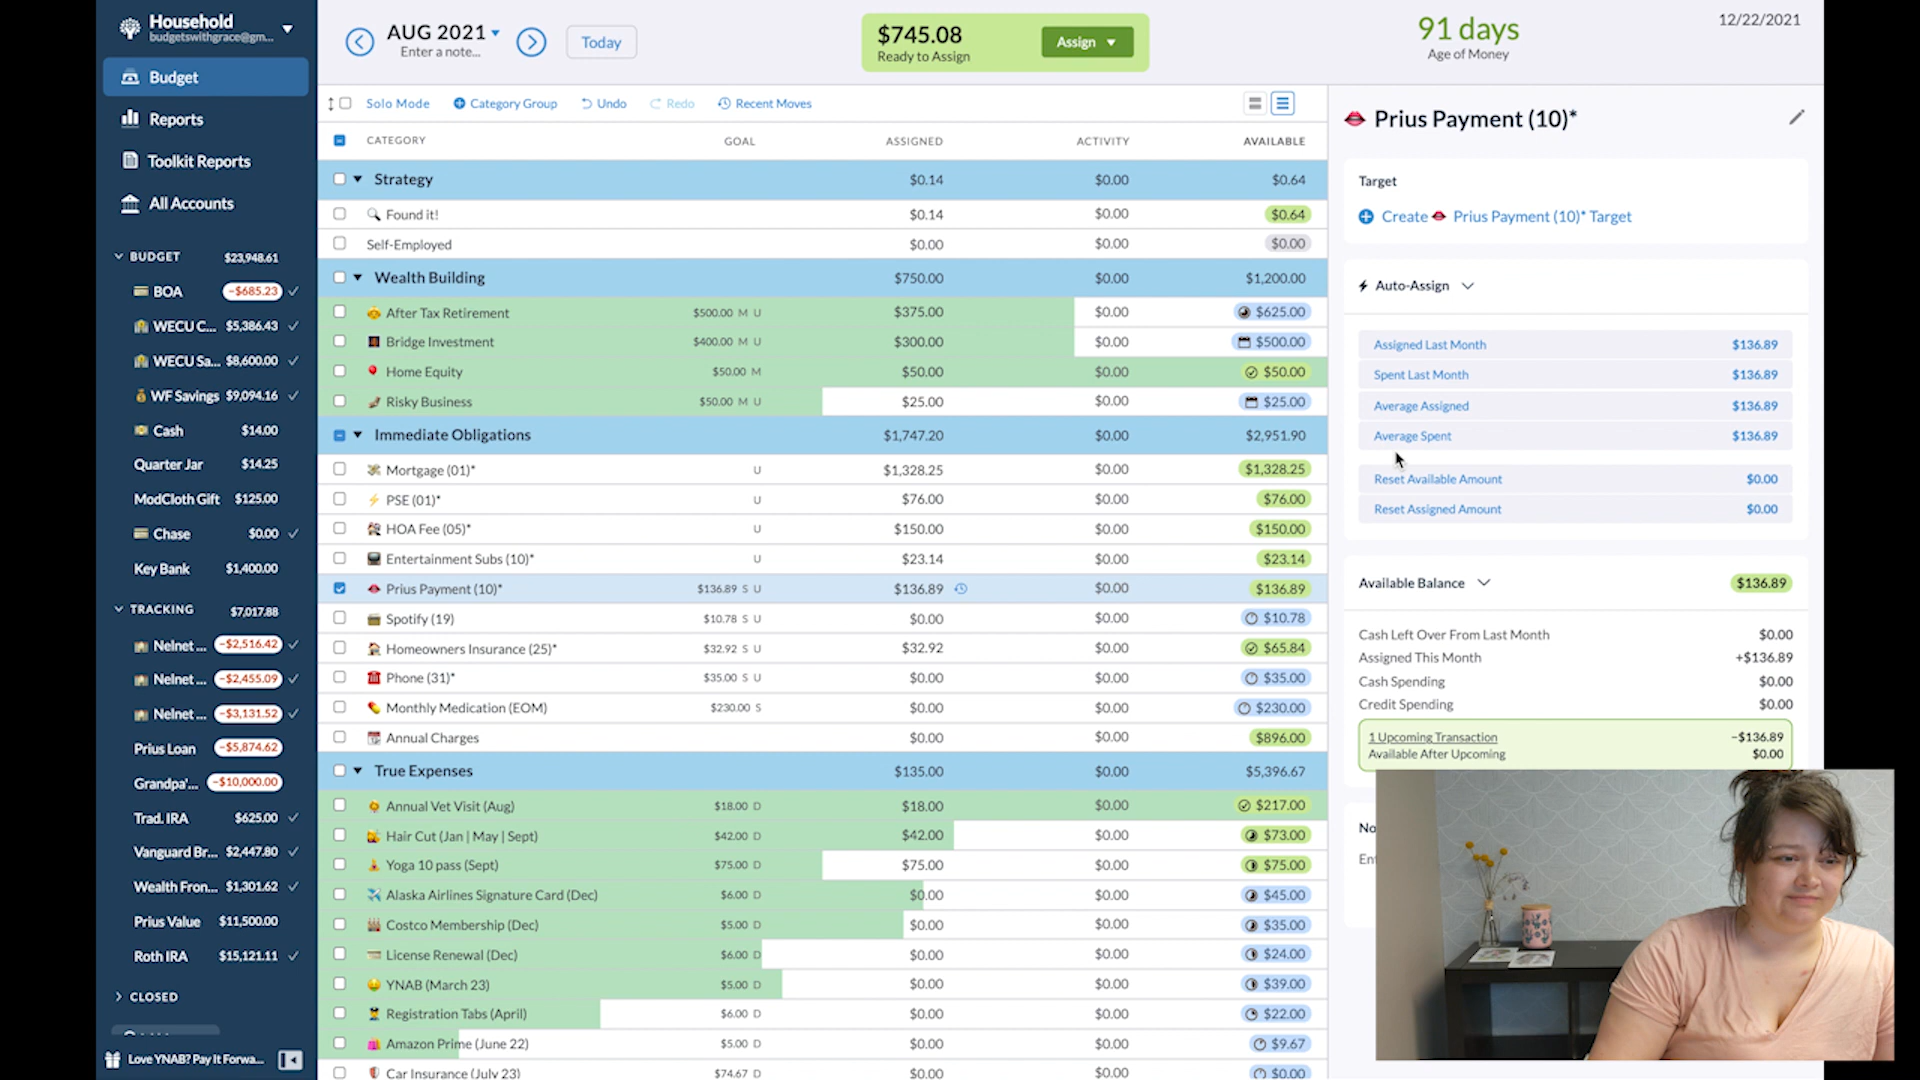 Household
budgetswithgrace@gm...
Budget
Reports
Toolkit Reports
All Accounts
BUDGET $23,948.61
BOA -$685.23
WECU C... $5,386.43
WECU Sa... $8,600.00
WF Savings $9,094.16
Cash $14.00
Quarter Jar $14.25
ModCloth Gift $125.00
Chase $0.00
Key Bank $1,400.00
TRACKING $7,017.88
Nelnet ... -$2,516.42
Nelnet ... -$2,455.09
Nelnet ... -$3,131.52
Prius Loan -$5,874.62
Grandpa'... -$10,000.00
Trad. IRA $625.00
Vanguard Br... $2,447.80
Wealth Fron... $1,301.62
Prius Value $11,500.00
Roth IRA $15,121.11
CLOSED
Love YNAB? Pay It Forwa...
AUG 2021
Enter a note...
Today
$745.08
Ready to Assign
Assign
91 days
Age of Money
12/22/2021
Solo Mode Category Group Undo Redo Recent Moves
CATEGORY GOAL ASSIGNED ACTIVITY AVAILABLE
Strategy $0.14 $0.00 $0.64
Found it! $0.14 $0.00 $0.64
Self-Employed $0.00 $0.00 $0.00
Wealth Building $750.00 $0.00 $1,200.00
After Tax Retirement $500.00 M U $375.00 $0.00 $625.00
Bridge Investment $400.00 M U $300.00 $0.00 $500.00
Home Equity $50.00 M $50.00 $0.00 $50.00
Risky Business $50.00 M U $25.00 $0.00 $25.00
Immediate Obligations $1,747.20 $0.00 $2,951.90
Mortgage (01)* U $1,328.25 $0.00 $1,328.25
PSE (01)* U $76.00 $0.00 $76.00
HOA Fee (05)* U $150.00 $0.00 $150.00
Entertainment Subs (10)* U $23.14 $0.00 $23.14
Prius Payment (10)* $136.89 S U $136.89 $0.00 $136.89
Spotify (19) $10.78 S U $0.00 $0.00 $10.78
Homeowners Insurance (25)* $32.92 S U $32.92 $0.00 $65.84
Phone (31)* $35.00 S U $0.00 $0.00 $35.00
Monthly Medication (EOM) $230.00 S $0.00 $0.00 $230.00
Annual Charges $0.00 $0.00 $896.00
True Expenses $135.00 $0.00 $5,396.67
Annual Vet Visit (Aug) $18.00 D $18.00 $0.00 $217.00
Hair Cut (Jan | May | Sept) $42.00 D $42.00 $0.00 $73.00
Yoga 10 pass (Sept) $75.00 D $75.00 $0.00 $75.00
Alaska Airlines Signature Card (Dec) $6.00 D $0.00 $0.00 $45.00
Costco Membership (Dec) $5.00 D $0.00 $0.00 $35.00
License Renewal (Dec) $6.00 D $0.00 $0.00 $24.00
YNAB (March 23) $5.00 D $0.00 $0.00 $39.00
Registration Tabs (April) $6.00 D $0.00 $0.00 $22.00
Amazon Prime (June 22) $5.00 D $0.00 $0.00 $9.67
Car Insurance (July 23) $74.67 D $0.00 $0.00 $0.00
Prius Payment (10)*
Target
Create Prius Payment (10)* Target
Auto-Assign
Assigned Last Month $136.89
Spent Last Month $136.89
Average Assigned $136.89
Average Spent $136.89
Reset Available Amount $0.00
Reset Assigned Amount $0.00
Available Balance $136.89
Cash Left Over From Last Month $0.00
Assigned This Month +$136.89
Cash Spending $0.00
Credit Spending $0.00
1 Upcoming Transaction -$136.89
Available After Upcoming $0.00